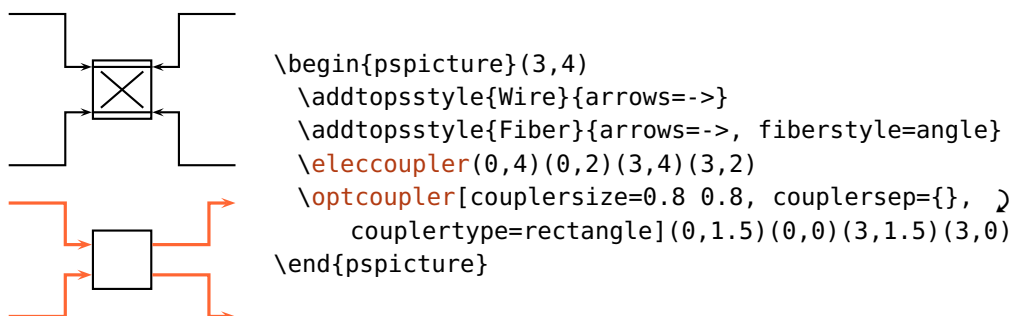 \begin{pspicture}(3,4)
\addtopsstyle{Wire}{arrows=->}
\addtopsstyle{Fiber}{arrows=->, fiberstyle=angle}
\eleccoupler(0,4)(0,2)(3,4)(3,2)
\optcoupler[couplersize=0.8 0.8, couplersep={},
couplertype=rectangle](0,1.5)(0,0)(3,1.5)(3,0)
\end{pspicture}